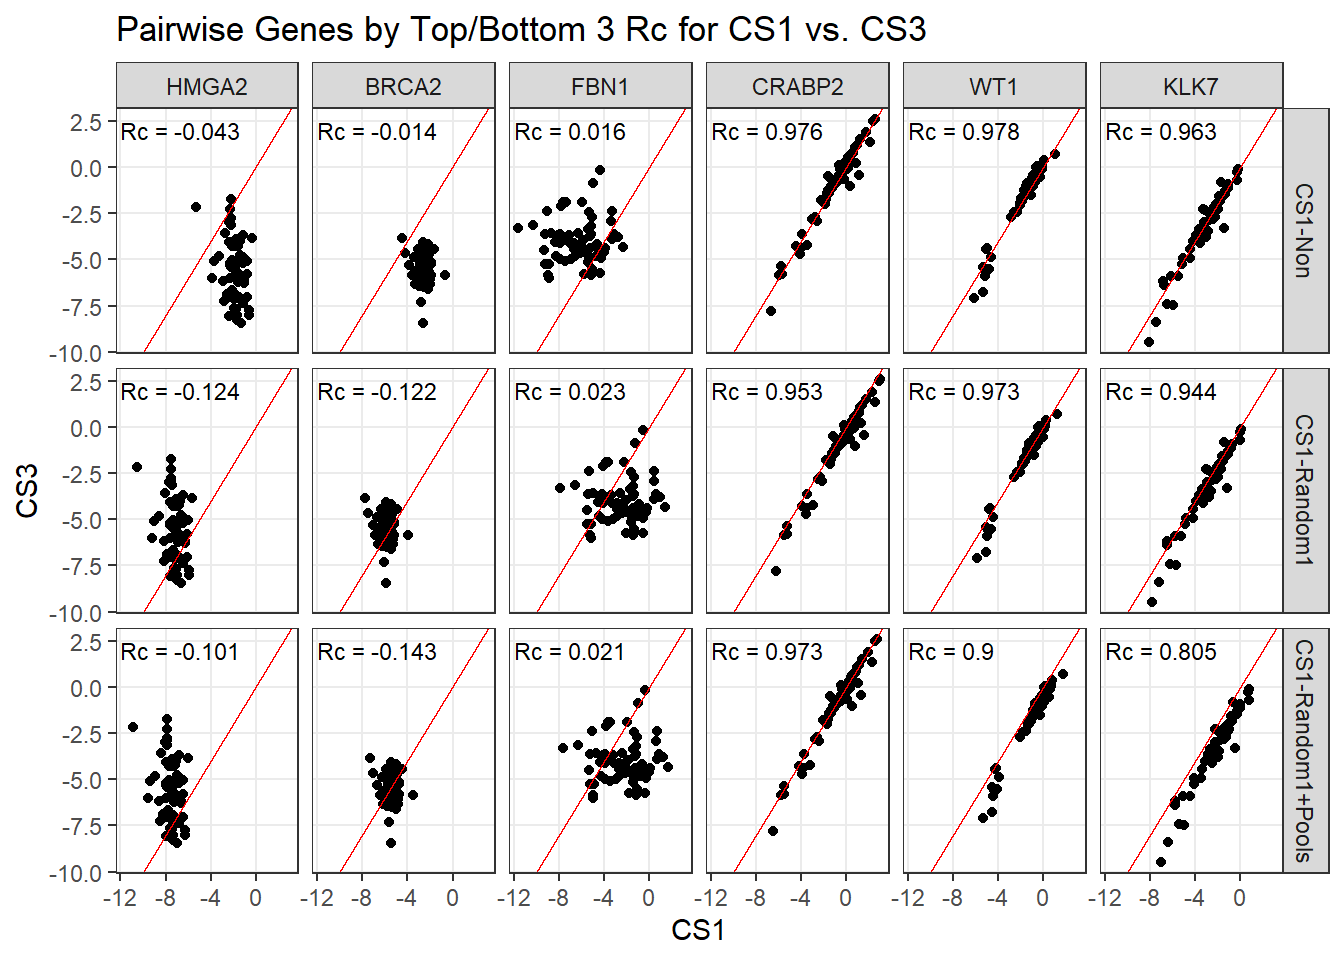 Pairwise Genes by Top/Bottom 3 Rc for CS1 vs. CS3
HMGA2 BRCA2 FBN1 CRABP2 WT1 KLK7
2.5
Rc = -0.043 Rc = -0.014 Rc = 0.016 Rc = 0.976 Rc = 0.978 Rc = 0.963
0.0
-2.5
-5.0
-7.5
-10.0
CS1-Non
2.5
Rc = -0.124 Rc = -0.122 Rc = 0.023 Rc = 0.953 Rc = 0.973 Rc = 0.944
0.0
-2.5
-5.0
-7.5
-10.0
CS1-Random1
CS3
2.5
Rc = -0.101 Rc = -0.143 Rc = 0.021 Rc = 0.973 Rc = 0.9 Rc = 0.805
0.0
-2.5
-5.0
-7.5
-10.0
CS1-Random1+Pools
-12 -8 -4 0 -12 -8 -4 0 -12 -8 -4 0 -12 -8 -4 0 -12 -8 -4 0 -12 -8 -4 0
CS1